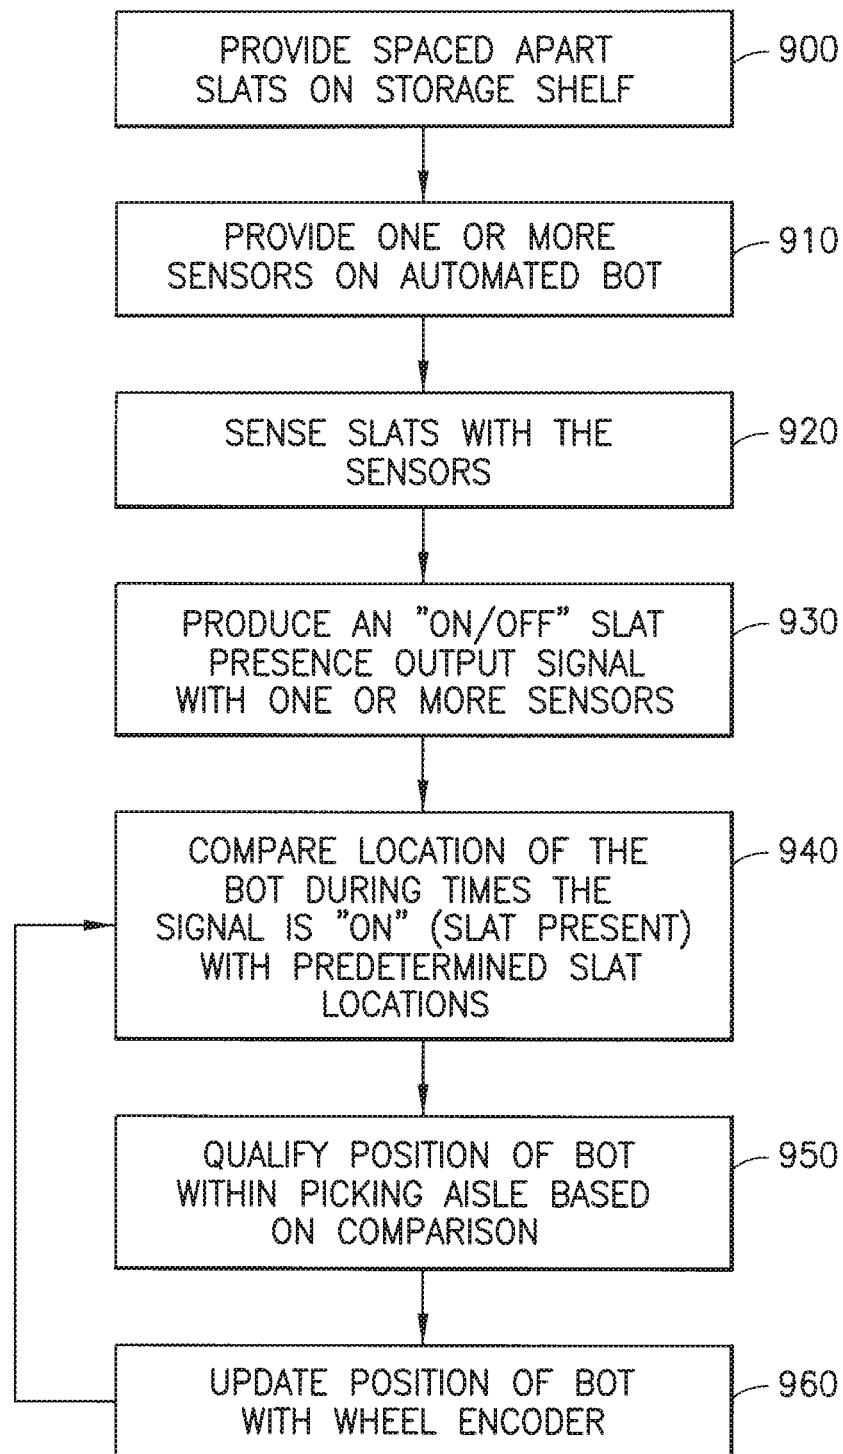 PROVIDE SPACED APART
SLATS ON STORAGE SHELF
900
PROVIDE ONE OR MORE
SENSORS ON AUTOMATED BOT
910
SENSE SLATS WITH THE
SENSORS
920
PRODUCE AN "ON/OFF" SLAT
PRESENCE OUTPUT SIGNAL
WITH ONE OR MORE SENSORS
930
COMPARE LOCATION OF THE
BOT DURING TIMES THE
SIGNAL IS "ON" (SLAT PRESENT)
WITH PREDETERMINED SLAT
LOCATIONS
940
QUALIFY POSITION OF BOT
WITHIN PICKING AISLE BASED
ON COMPARISON
950
UPDATE POSITION OF BOT
WITH WHEEL ENCODER
960